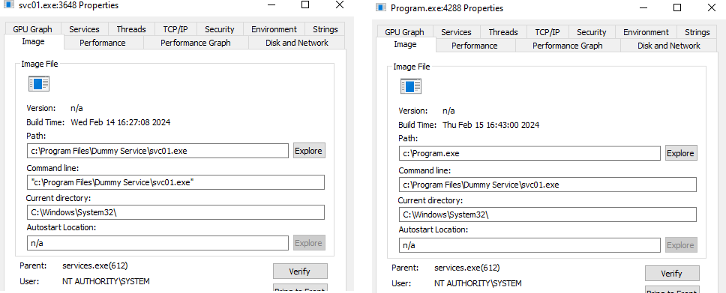 svc01.exe:3648 Properties
GPU Graph Services Threads TCP/IP Security Environment Strings
Image Performance Performance Graph Disk and Network
Image File
Version: n/a
Build Time: Wed Feb 14 16:27:08 2024
Path:
c:\Program Files\Dummy Service\svc01.exe Explore
Command line:
"c:\Program Files\Dummy Service\svc01.exe"
Current directory:
C:\Windows\System32\
Autostart Location:
n/a Explore
Parent: services.exe(612)
User: NT AUTHORITY\SYSTEM
Verify
Bring to Front
Program.exe:4288 Properties
GPU Graph Services Threads TCP/IP Security Environment Strings
Image Performance Performance Graph Disk and Network
Image File
Version: n/a
Build Time: Thu Feb 15 16:43:00 2024
Path:
c:\Program.exe Explore
Command line:
c:\Program Files\Dummy Service\svc01.exe
Current directory:
C:\Windows\System32\
Autostart Location:
n/a Explore
Parent: services.exe(612)
User: NT AUTHORITY\SYSTEM
Verify
Bring to Front